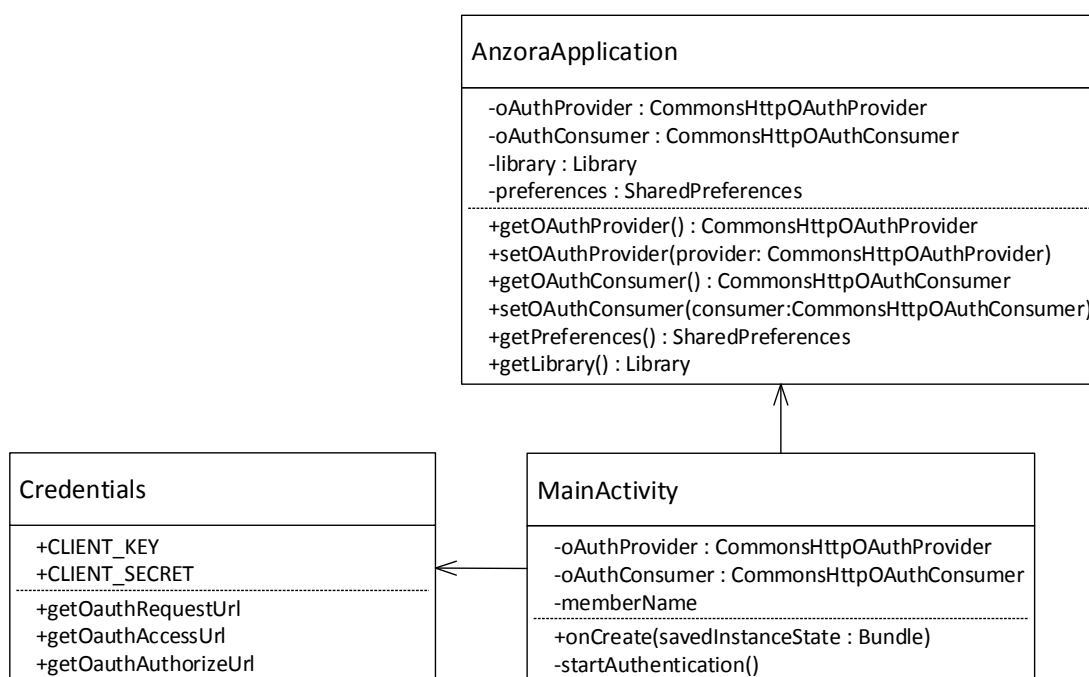 AnzoraApplication
-oAuthProvider : CommonsHttpOAuthProvider
-oAuthConsumer : CommonsHttpOAuthConsumer
-library : Library
-preferences : SharedPreferences
+getOAuthProvider() : CommonsHttpOAuthProvider
+setOAuthProvider(provider: CommonsHttpOAuthProvider)
+getOAuthConsumer() : CommonsHttpOAuthConsumer
+setOAuthConsumer(consumer:CommonsHttpOAuthConsumer)
+getPreferences() : SharedPreferences
+getLibrary() : Library
Credentials
+CLIENT_KEY
+CLIENT_SECRET
+getOauthRequestUrl
+getOauthAccessUrl
+getOauthAuthorizeUrl
MainActivity
-oAuthProvider : CommonsHttpOAuthProvider
-oAuthConsumer : CommonsHttpOAuthConsumer
-memberName
+onCreate(savedInstanceState : Bundle)
-startAuthentication()